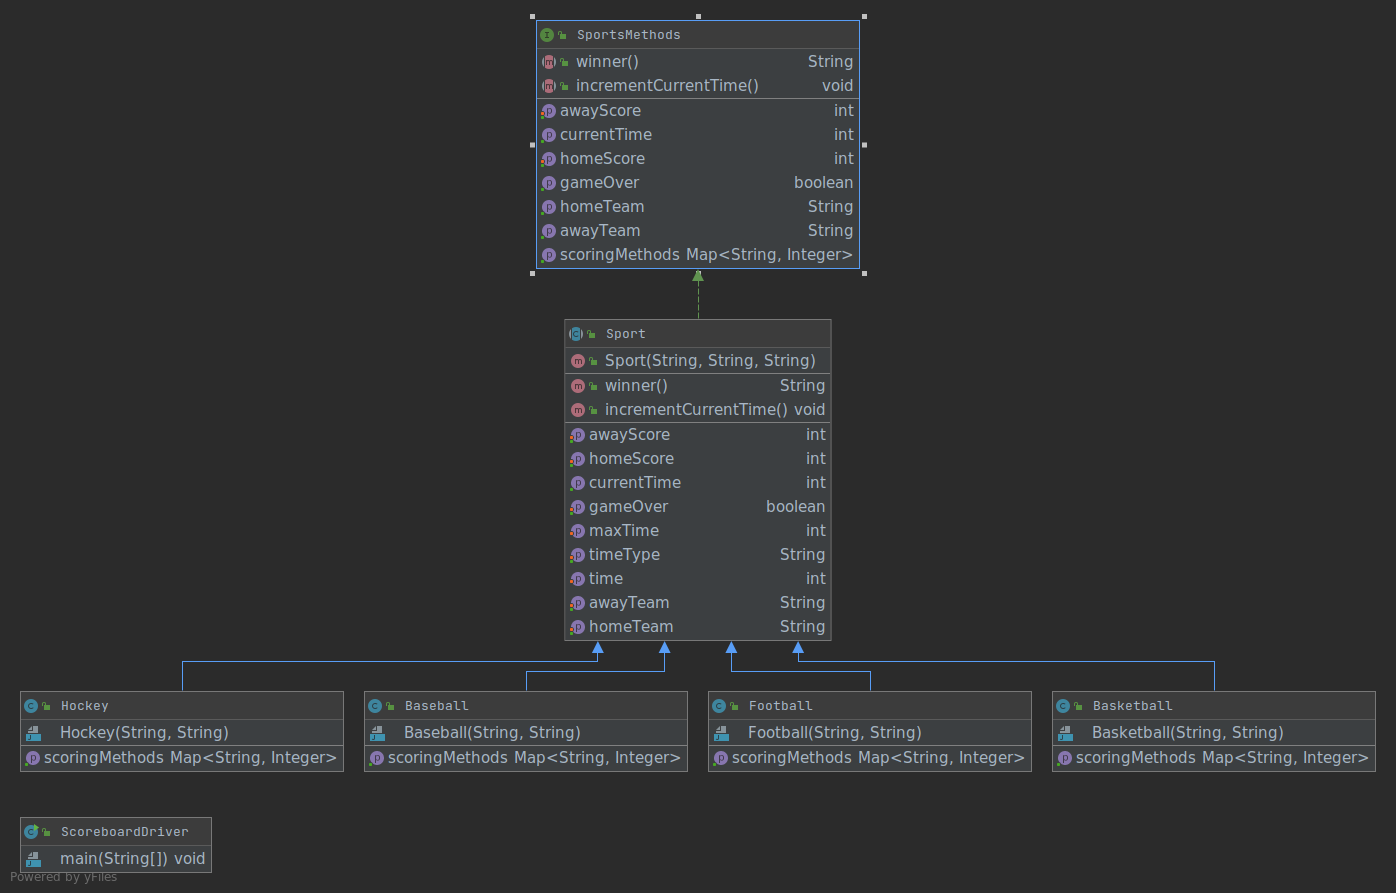 SportsMethods
winner() String
incrementCurrentTime() void
awayScore int
currentTime int
homeScore int
gameOver boolean
homeTeam String
awayTeam String
scoringMethods Map<String, Integer>
Sport
Sport(String, String, String)
winner() String
incrementCurrentTime() void
awayScore int
homeScore int
currentTime int
gameOver boolean
maxTime int
timeType String
time int
awayTeam String
homeTeam String
Hockey
Hockey(String, String)
scoringMethods Map<String, Integer>
Baseball
Baseball(String, String)
scoringMethods Map<String, Integer>
Football
Football(String, String)
scoringMethods Map<String, Integer>
Basketball
Basketball(String, String)
scoringMethods Map<String, Integer>
ScoreboardDriver
main(String[]) void
Powered by yFiles